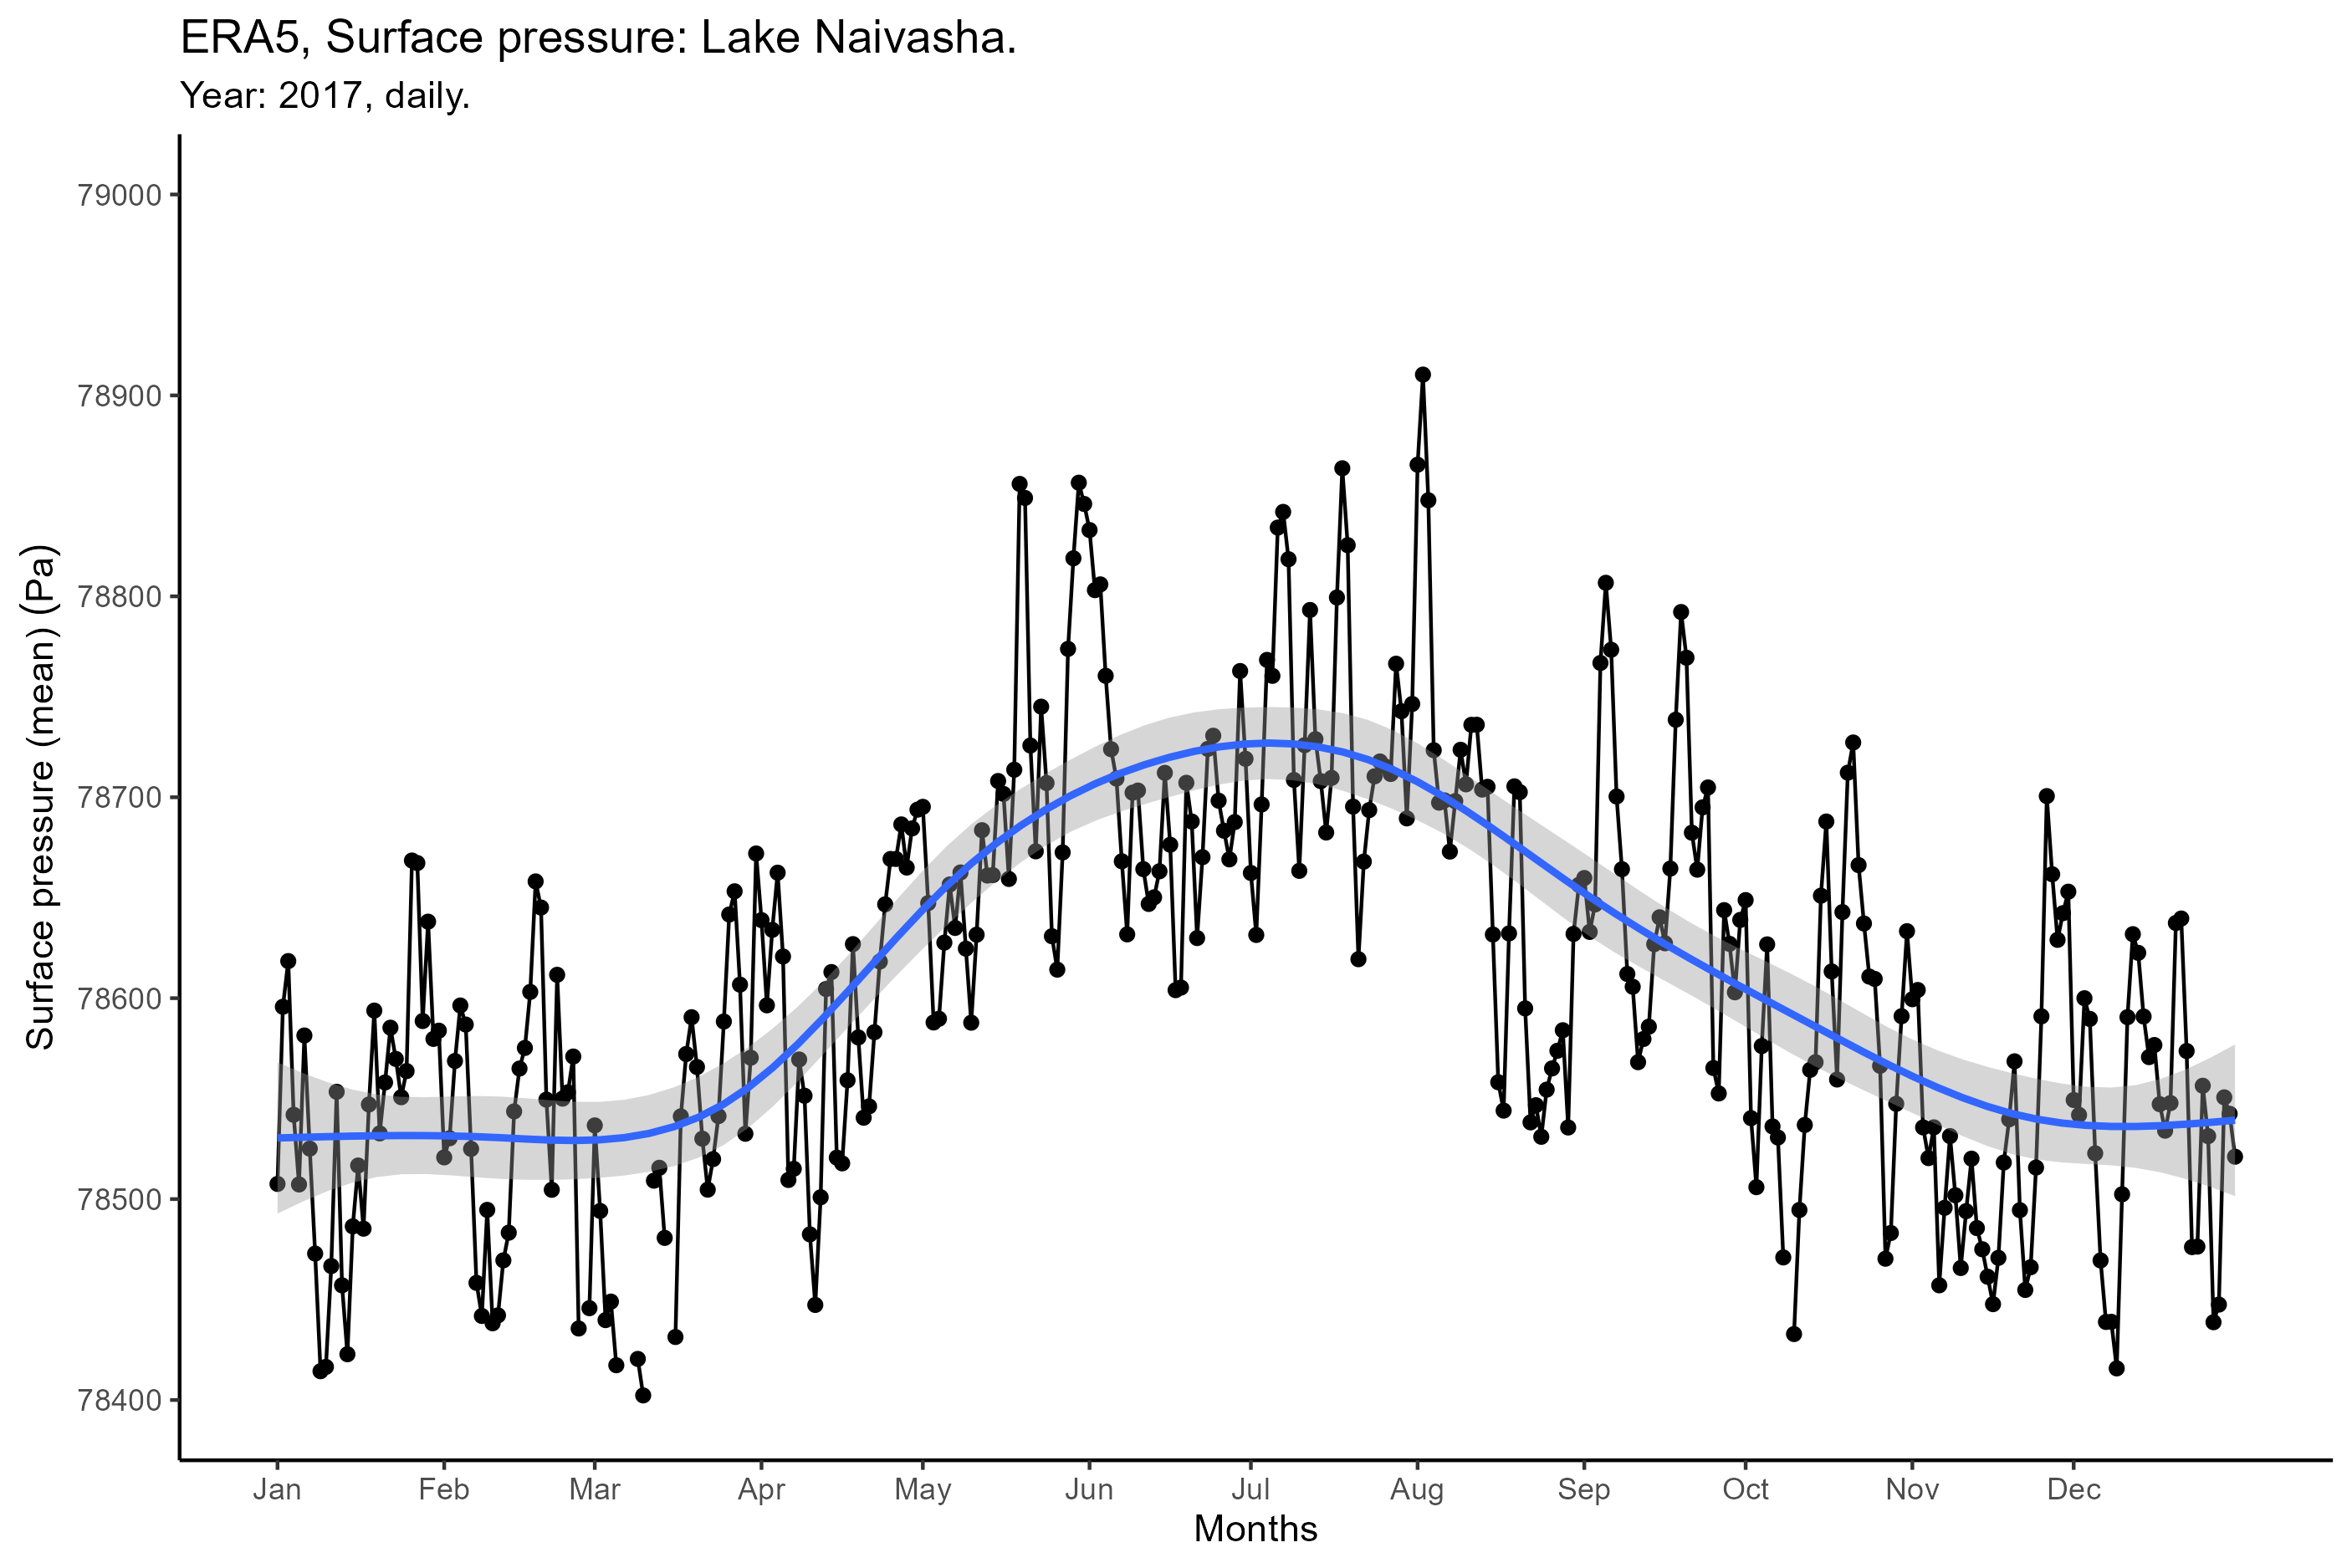 ERA5, Surface pressure: Lake Naivasha.
Year: 2017, daily.
Surface pressure (mean) (Pa)
79000
78900
78800
78700
78600
78500
78400
Jan Feb Mar Apr May Jun Jul Aug Sep Oct Nov Dec
Months